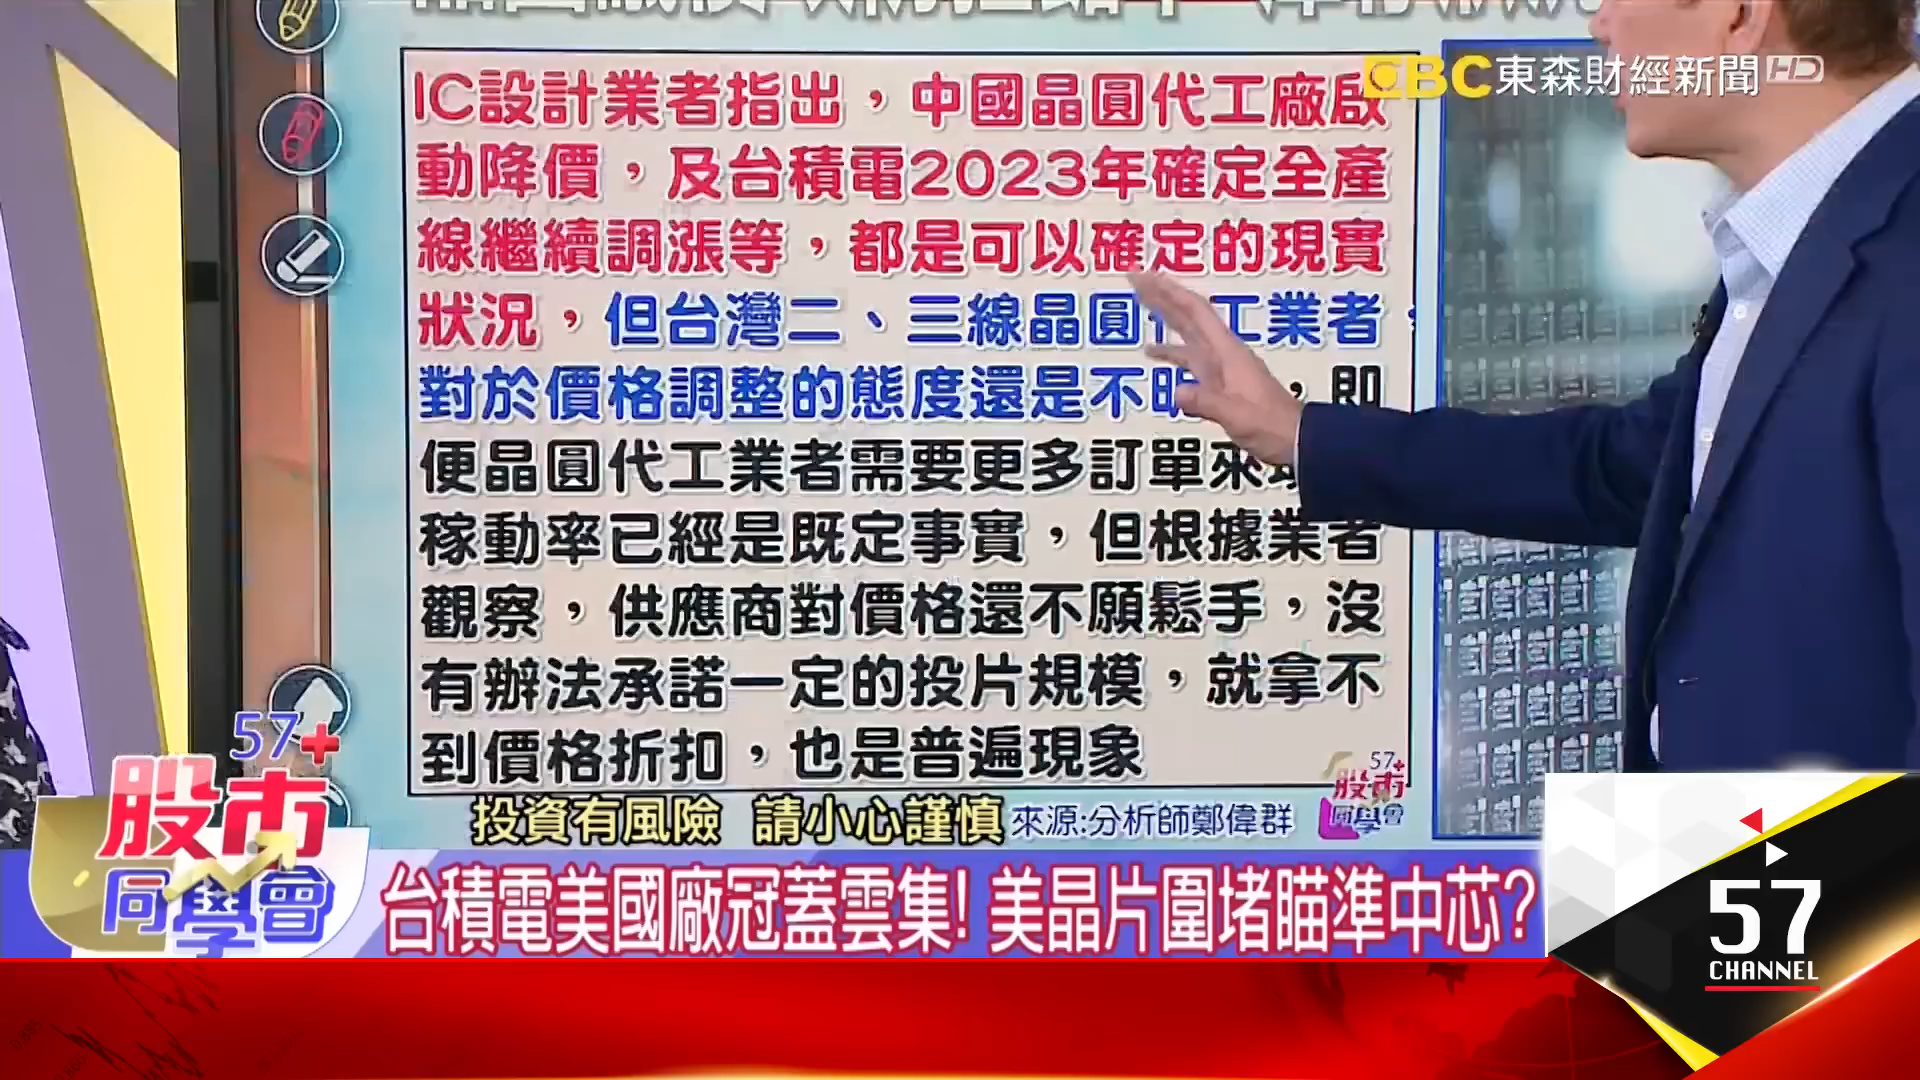 EBC東森財經新聞HD
IC設計業者指出，中國晶圓代工廠啟
動降價，及台積電2023年確定全產
線繼續調漲等，都是可以確定的現實
狀況，但台灣二、三線晶圓代工業者，
對於價格調整的態度還是不明，即
便晶圓代工業者需要更多訂單來
稼動率已經是既定事實，但根據業者
觀察，供應商對價格還不願鬆手，沒
有辦法承諾一定的投片規模，就拿不
到價格折扣，也是普遍現象
57+
股市
同學會
投資有風險 請小心謹慎 來源:分析師鄭偉群
57+
股市
同學會
台積電美國廠冠蓋雲集! 美晶片圍堵瞄準中芯?
57
CHANNEL